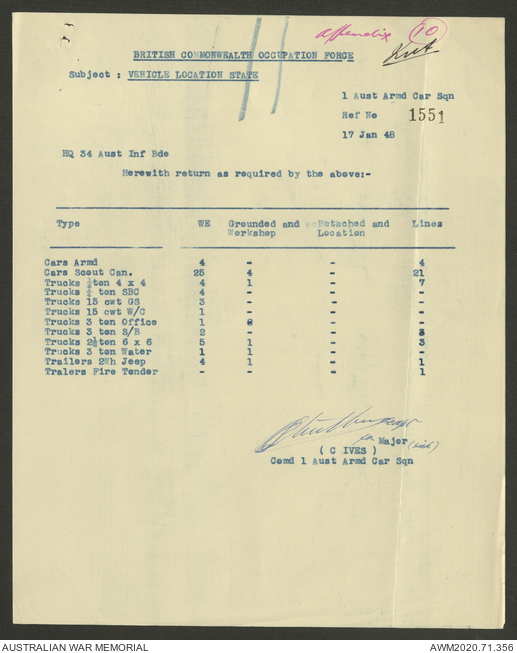 appendix 10
BRITISH COMMONWEALTH OCCUPATION FORCE
Subject : VEHICLE LOCATION STATE
1 Aust Armd Car Sqn
Ref No 1551
17 Jan 48
HQ 34 Aust Inf Bde
Herewith return as required by the above:-
Type WE Grounded and Detached and Lines
Workshop Location
Cars Armd 4 - - 4
Cars Scout Can. 25 4 - 21
Trucks ¼ton 4 x 4 4 1 - 7
Trucks ¼ ton SBC 4 - - -
Trucks 15 cwt GS 3 - - -
Trucks 15 cwt W/C 1 - - -
Trucks 3 ton Office 1 - -
Trucks 3 ton S/B 2 - - 3
Trucks 2½ton 6 x 6 5 1 - 3
Trucks 3 ton Water 1 1 - -
Trailers 2Wh Jeep 4 1 - 1
Tralers Fire Tender - - - 1
for Major
( C IVES )
Comd 1 Aust Armd Car Sqn
AUSTRALIAN WAR MEMORIAL AWM2020.71.356